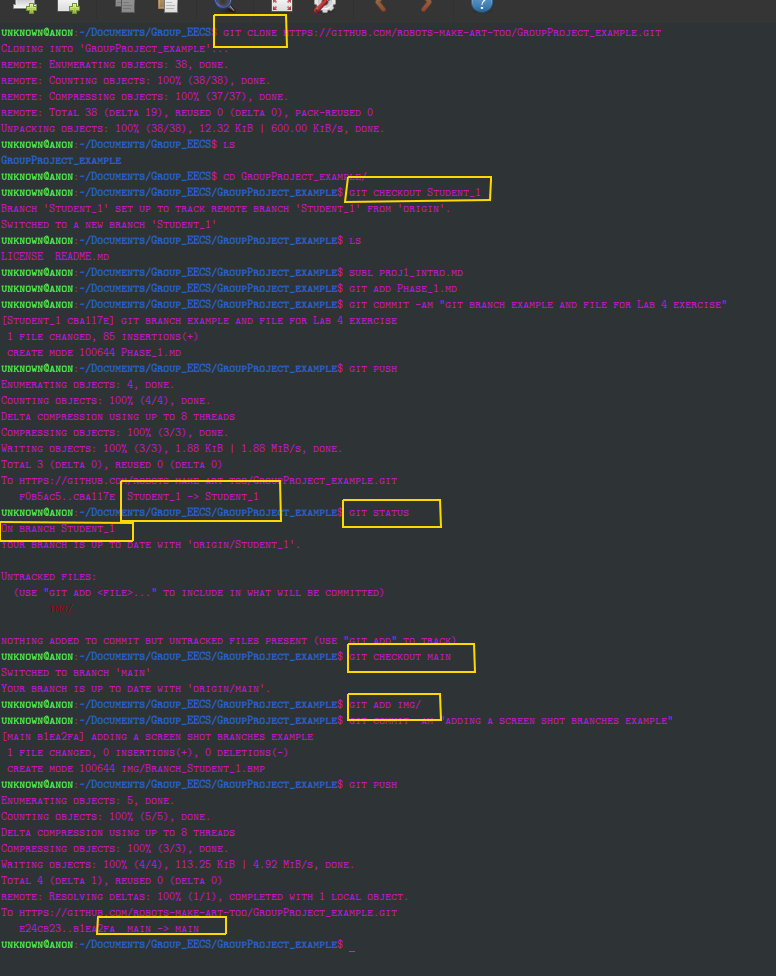 unknown@anon:~/Documents/Group_EECS$ git clone https://github.com/robots-make-art-too/GroupProject_example.git
Cloning into 'GroupProject_example'...
remote: Enumerating objects: 38, done.
remote: Counting objects: 100% (38/38), done.
remote: Compressing objects: 100% (37/37), done.
remote: Total 38 (delta 19), reused 0 (delta 0), pack-reused 0
Unpacking objects: 100% (38/38), 12.32 KiB | 600.00 KiB/s, done.
unknown@anon:~/Documents/Group_EECS$ ls
GroupProject_example
unknown@anon:~/Documents/Group_EECS$ cd GroupProject_example/
unknown@anon:~/Documents/Group_EECS/GroupProject_example$ git checkout Student_1
Branch 'Student_1' set up to track remote branch 'Student_1' from 'origin'.
Switched to a new branch 'Student_1'
unknown@anon:~/Documents/Group_EECS/GroupProject_example$ ls
LICENSE  README.md
unknown@anon:~/Documents/Group_EECS/GroupProject_example$ subl proj1_intro.md
unknown@anon:~/Documents/Group_EECS/GroupProject_example$ git add Phase_1.md
unknown@anon:~/Documents/Group_EECS/GroupProject_example$ git commit -am "git branch example and file for Lab 4 exercise"
[Student_1 cba117e] git branch example and file for Lab 4 exercise
1 file changed, 85 insertions(+)
create mode 100644 Phase_1.md
unknown@anon:~/Documents/Group_EECS/GroupProject_example$ git push
Enumerating objects: 4, done.
Counting objects: 100% (4/4), done.
Delta compression using up to 8 threads
Compressing objects: 100% (3/3), done.
Writing objects: 100% (3/3), 1.88 KiB | 1.88 MiB/s, done.
Total 3 (delta 0), reused 0 (delta 0)
To https://github.com/robots-make-art-too/GroupProject_example.git
f0b5ac5..cba117e  Student_1 -> Student_1
unknown@anon:~/Documents/Group_EECS/GroupProject_example$ git status
On branch Student_1
Your branch is up to date with 'origin/Student_1'.
Untracked files:
(use "git add <file>..." to include in what will be committed)
img/
nothing added to commit but untracked files present (use "git add" to track)
unknown@anon:~/Documents/Group_EECS/GroupProject_example$ git checkout main
Switched to branch 'main'
Your branch is up to date with 'origin/main'.
unknown@anon:~/Documents/Group_EECS/GroupProject_example$ git add img/
unknown@anon:~/Documents/Group_EECS/GroupProject_example$ git commit -am "adding a screen shot branches example"
[main b1ea2fa] adding a screen shot branches example
1 file changed, 0 insertions(+), 0 deletions(-)
create mode 100644 img/Branch_Student_1.bmp
unknown@anon:~/Documents/Group_EECS/GroupProject_example$ git push
Enumerating objects: 5, done.
Counting objects: 100% (5/5), done.
Delta compression using up to 8 threads
Compressing objects: 100% (3/3), done.
Writing objects: 100% (4/4), 113.25 KiB | 4.92 MiB/s, done.
Total 4 (delta 1), reused 0 (delta 0)
remote: Resolving deltas: 100% (1/1), completed with 1 local object.
To https://github.com/robots-make-art-too/GroupProject_example.git
e24cb23..b1ea2fa  main -> main
unknown@anon:~/Documents/Group_EECS/GroupProject_example$ _